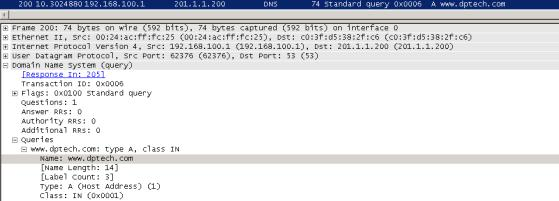 200 10.3024880 192.168.100.1 201.1.1.200 DNS 74 Standard query 0x0006 A www.dptech.com
Frame 200: 74 bytes on wire (592 bits), 74 bytes captured (592 bits) on interface 0
Ethernet II, Src: 00:24:ac:ff:fc:25 (00:24:ac:ff:fc:25), Dst: c0:3f:d5:38:2f:c6 (c0:3f:d5:38:2f:c6)
Internet Protocol Version 4, Src: 192.168.100.1 (192.168.100.1), Dst: 201.1.1.200 (201.1.1.200)
User Datagram Protocol, Src Port: 62376 (62376), Dst Port: 53 (53)
Domain Name System (query)
[Response In: 205]
Transaction ID: 0x0006
Flags: 0x0100 Standard query
Questions: 1
Answer RRs: 0
Authority RRs: 0
Additional RRs: 0
Queries
www.dptech.com: type A, class IN
Name: www.dptech.com
[Name Length: 14]
[Label Count: 3]
Type: A (Host Address) (1)
Class: IN (0x0001)